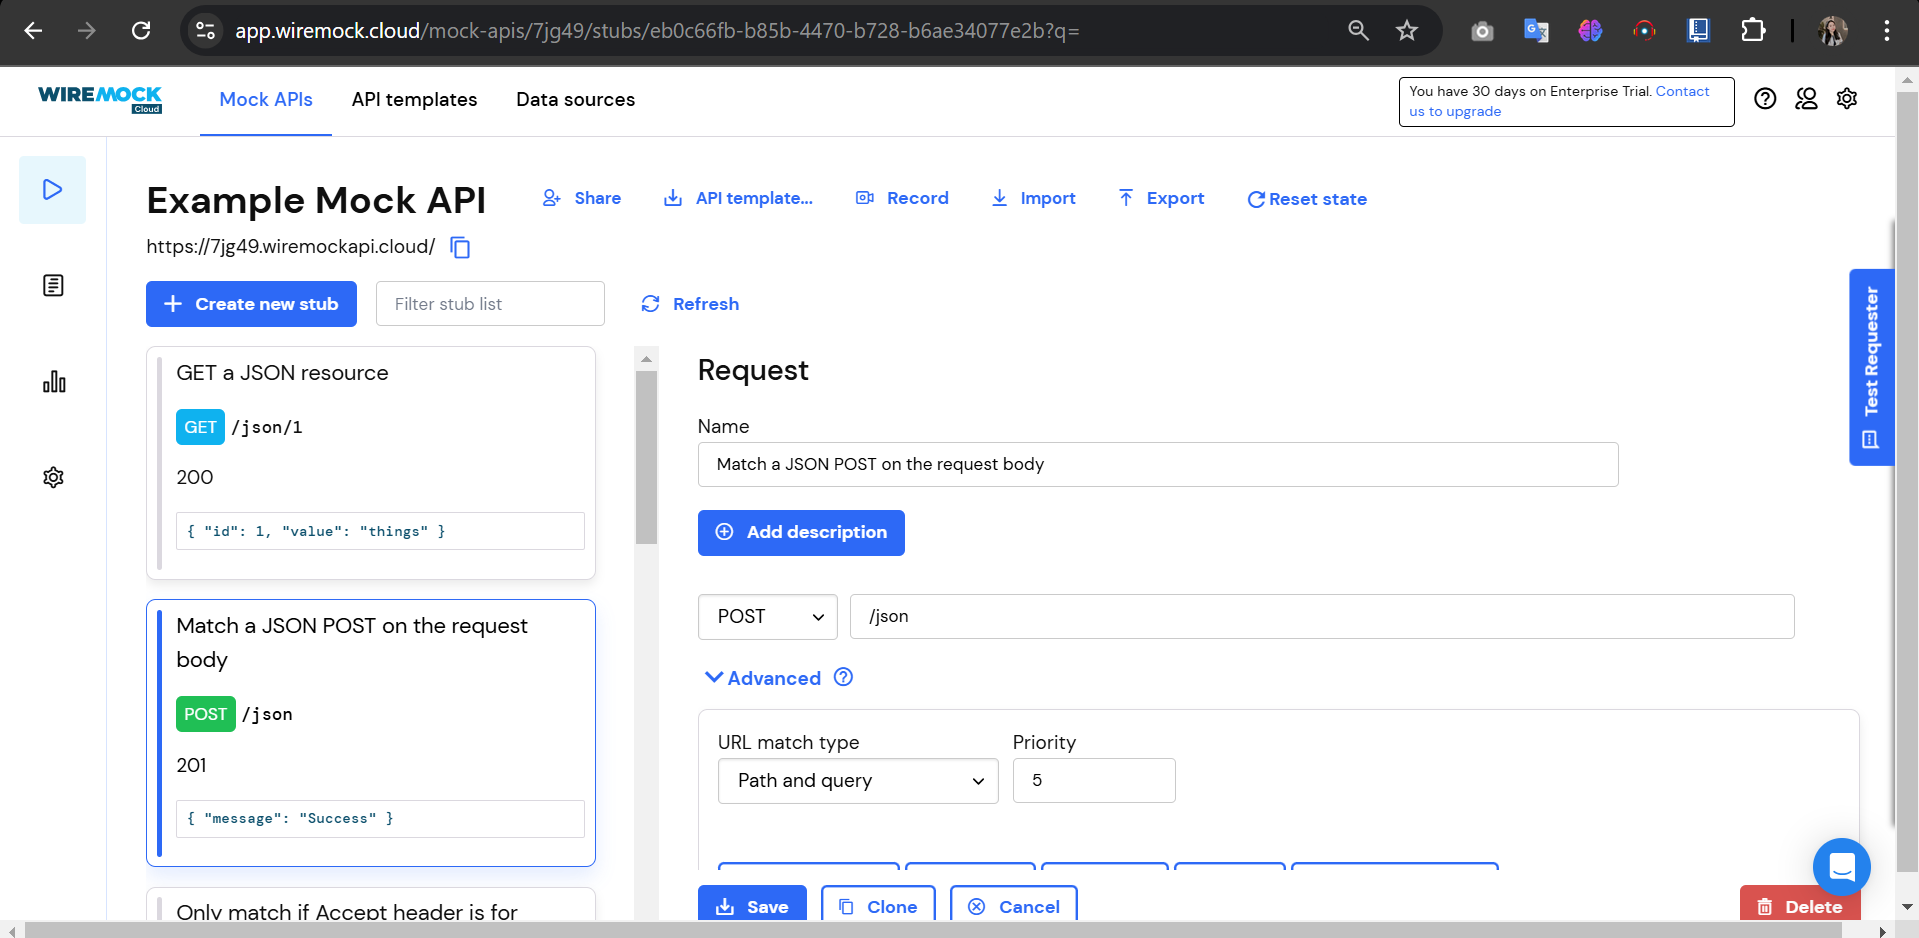 app.wiremock.cloud/mock-apis/7jg49/stubs/eb0c66fb-b85b-4470-b728-b6ae34077e2b?q=
WIREMOCK
Cloud
Mock APIs
API templates
Data sources
You have 30 days on Enterprise Trial. Contact
us to upgrade
Example Mock API
Share
API template...
Record
Import
Export
Reset state
https://7jg49.wiremockapi.cloud/
Create new stub
Filter stub list
Refresh
GET a JSON resource
GET /json/1
200
{ "id": 1, "value": "things" }
Match a JSON POST on the request
body
POST /json
201
{ "message": "Success" }
Only match if Accept header is for
Request
Name
Match a JSON POST on the request body
Add description
POST
/json
Advanced
URL match type
Priority
Path and query
5
Save
Clone
Cancel
Delete
Test Requester